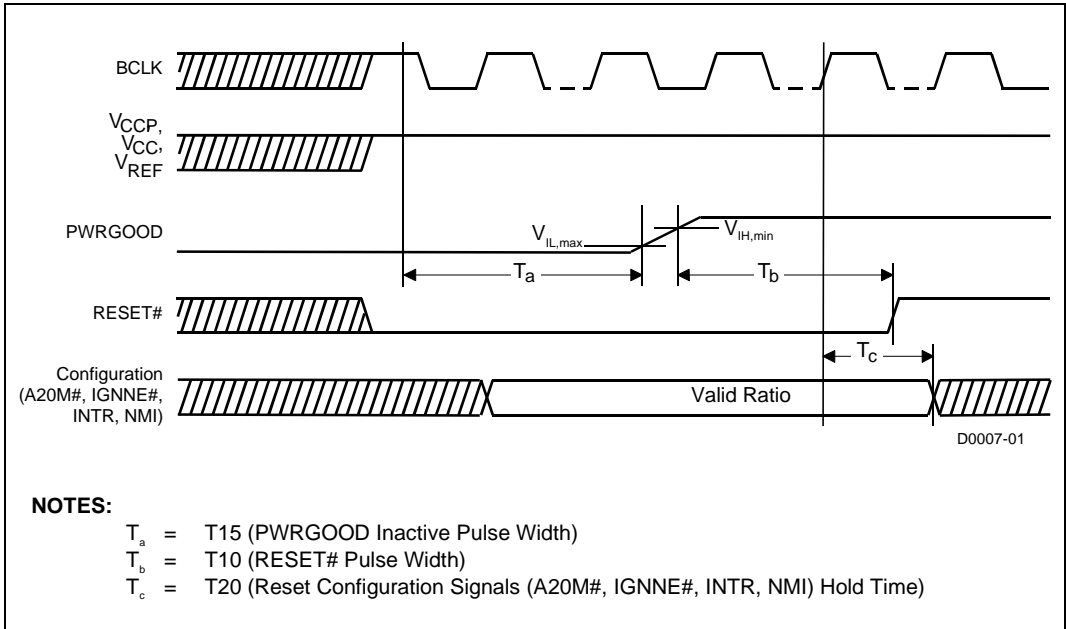 BCLK
VCCP,
VCC,
VREF
PWRGOOD
VIL,max
VIH,min
Ta
Tb
RESET#
Tc
Configuration
(A20M#, IGNNE#,
INTR, NMI)
Valid Ratio
D0007-01
NOTES:
Ta = T15 (PWRGOOD Inactive Pulse Width)
Tb = T10 (RESET# Pulse Width)
Tc = T20 (Reset Configuration Signals (A20M#, IGNNE#, INTR, NMI) Hold Time)